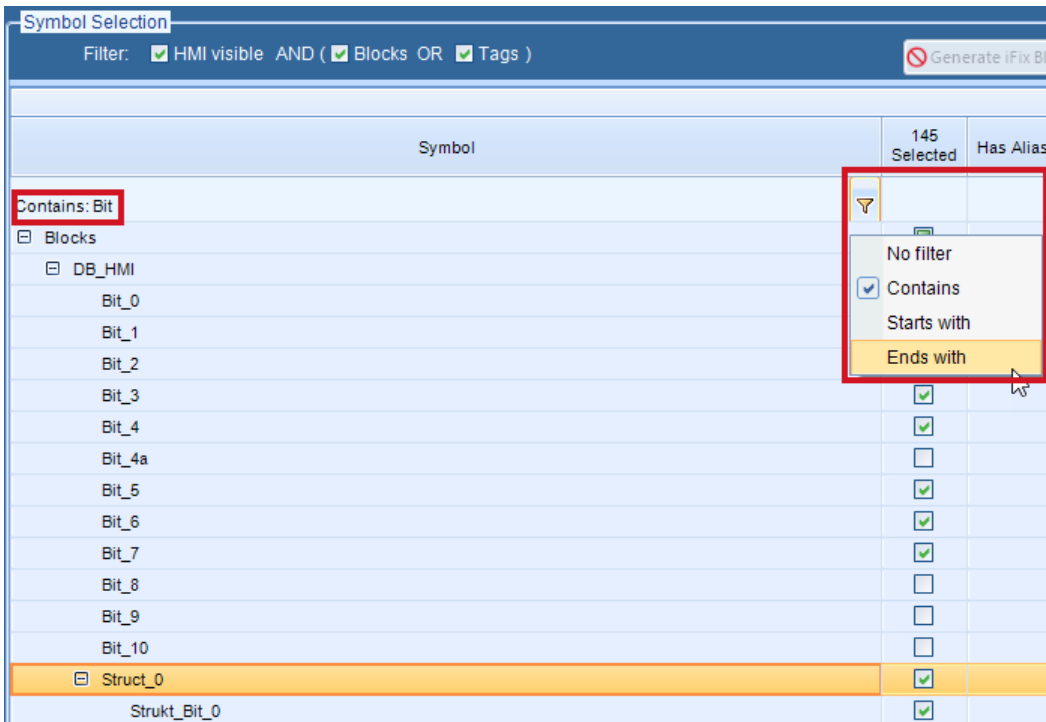 Symbol Selection
Filter: HMI visible AND ( Blocks OR Tags )
Generate iFix Bl
Symbol
145
Selected
Has Alias
Contains: Bit
Blocks
No filter
DB_HMI
Contains
Bit_0
Bit_1
Starts with
Bit_2
Ends with
Bit_3
Bit_4
Bit_4a
Bit_5
Bit_6
Bit_7
Bit_8
Bit_9
Bit_10
Struct_0
Strukt_Bit_0